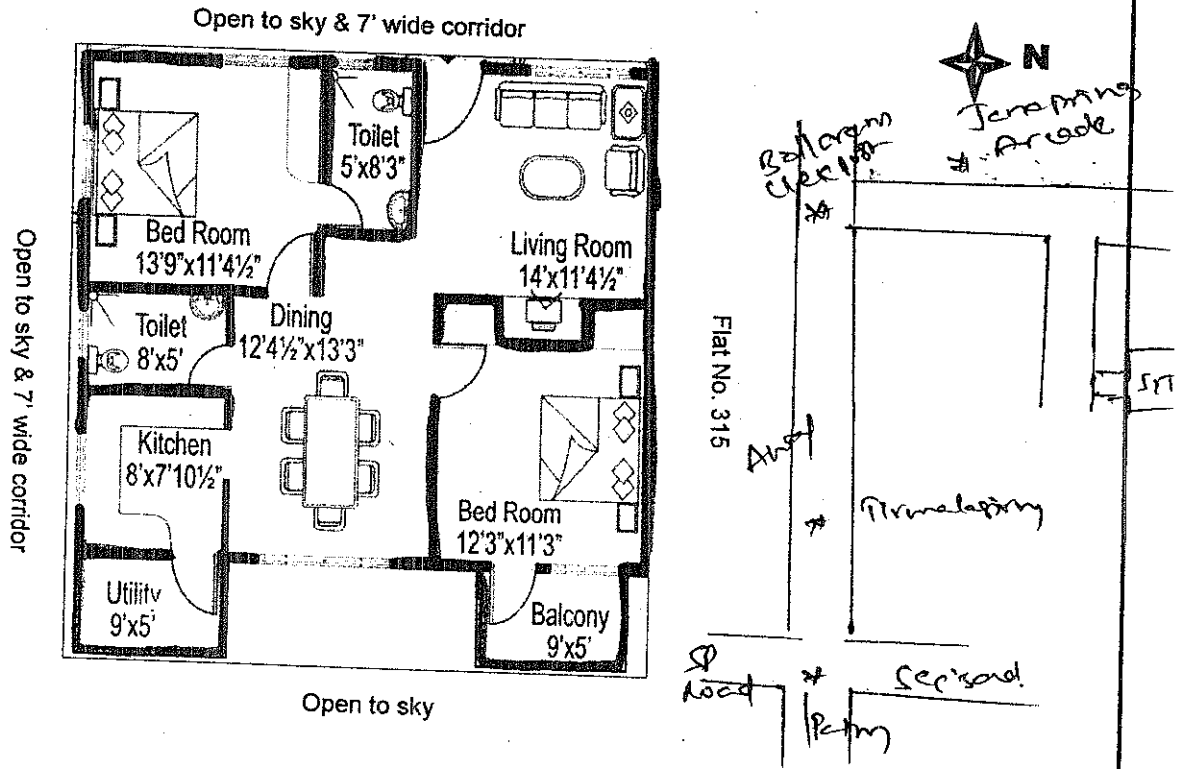 Open to sky & 7' wide corridor
N
Toilet
5'x8'3"
Bed Room
13'9"x11'4½"
Living Room
14'x11'4½"
Toilet
8'x5'
Dining
12'4½"x13'3"
Kitchen
8'x7'10½"
Bed Room
12'3"x11'3"
Utility
9'x5'
Balcony
9'x5'
Open to sky
Open to sky & 7' wide corridor
Flat No. 315
Arcade
SP
Road